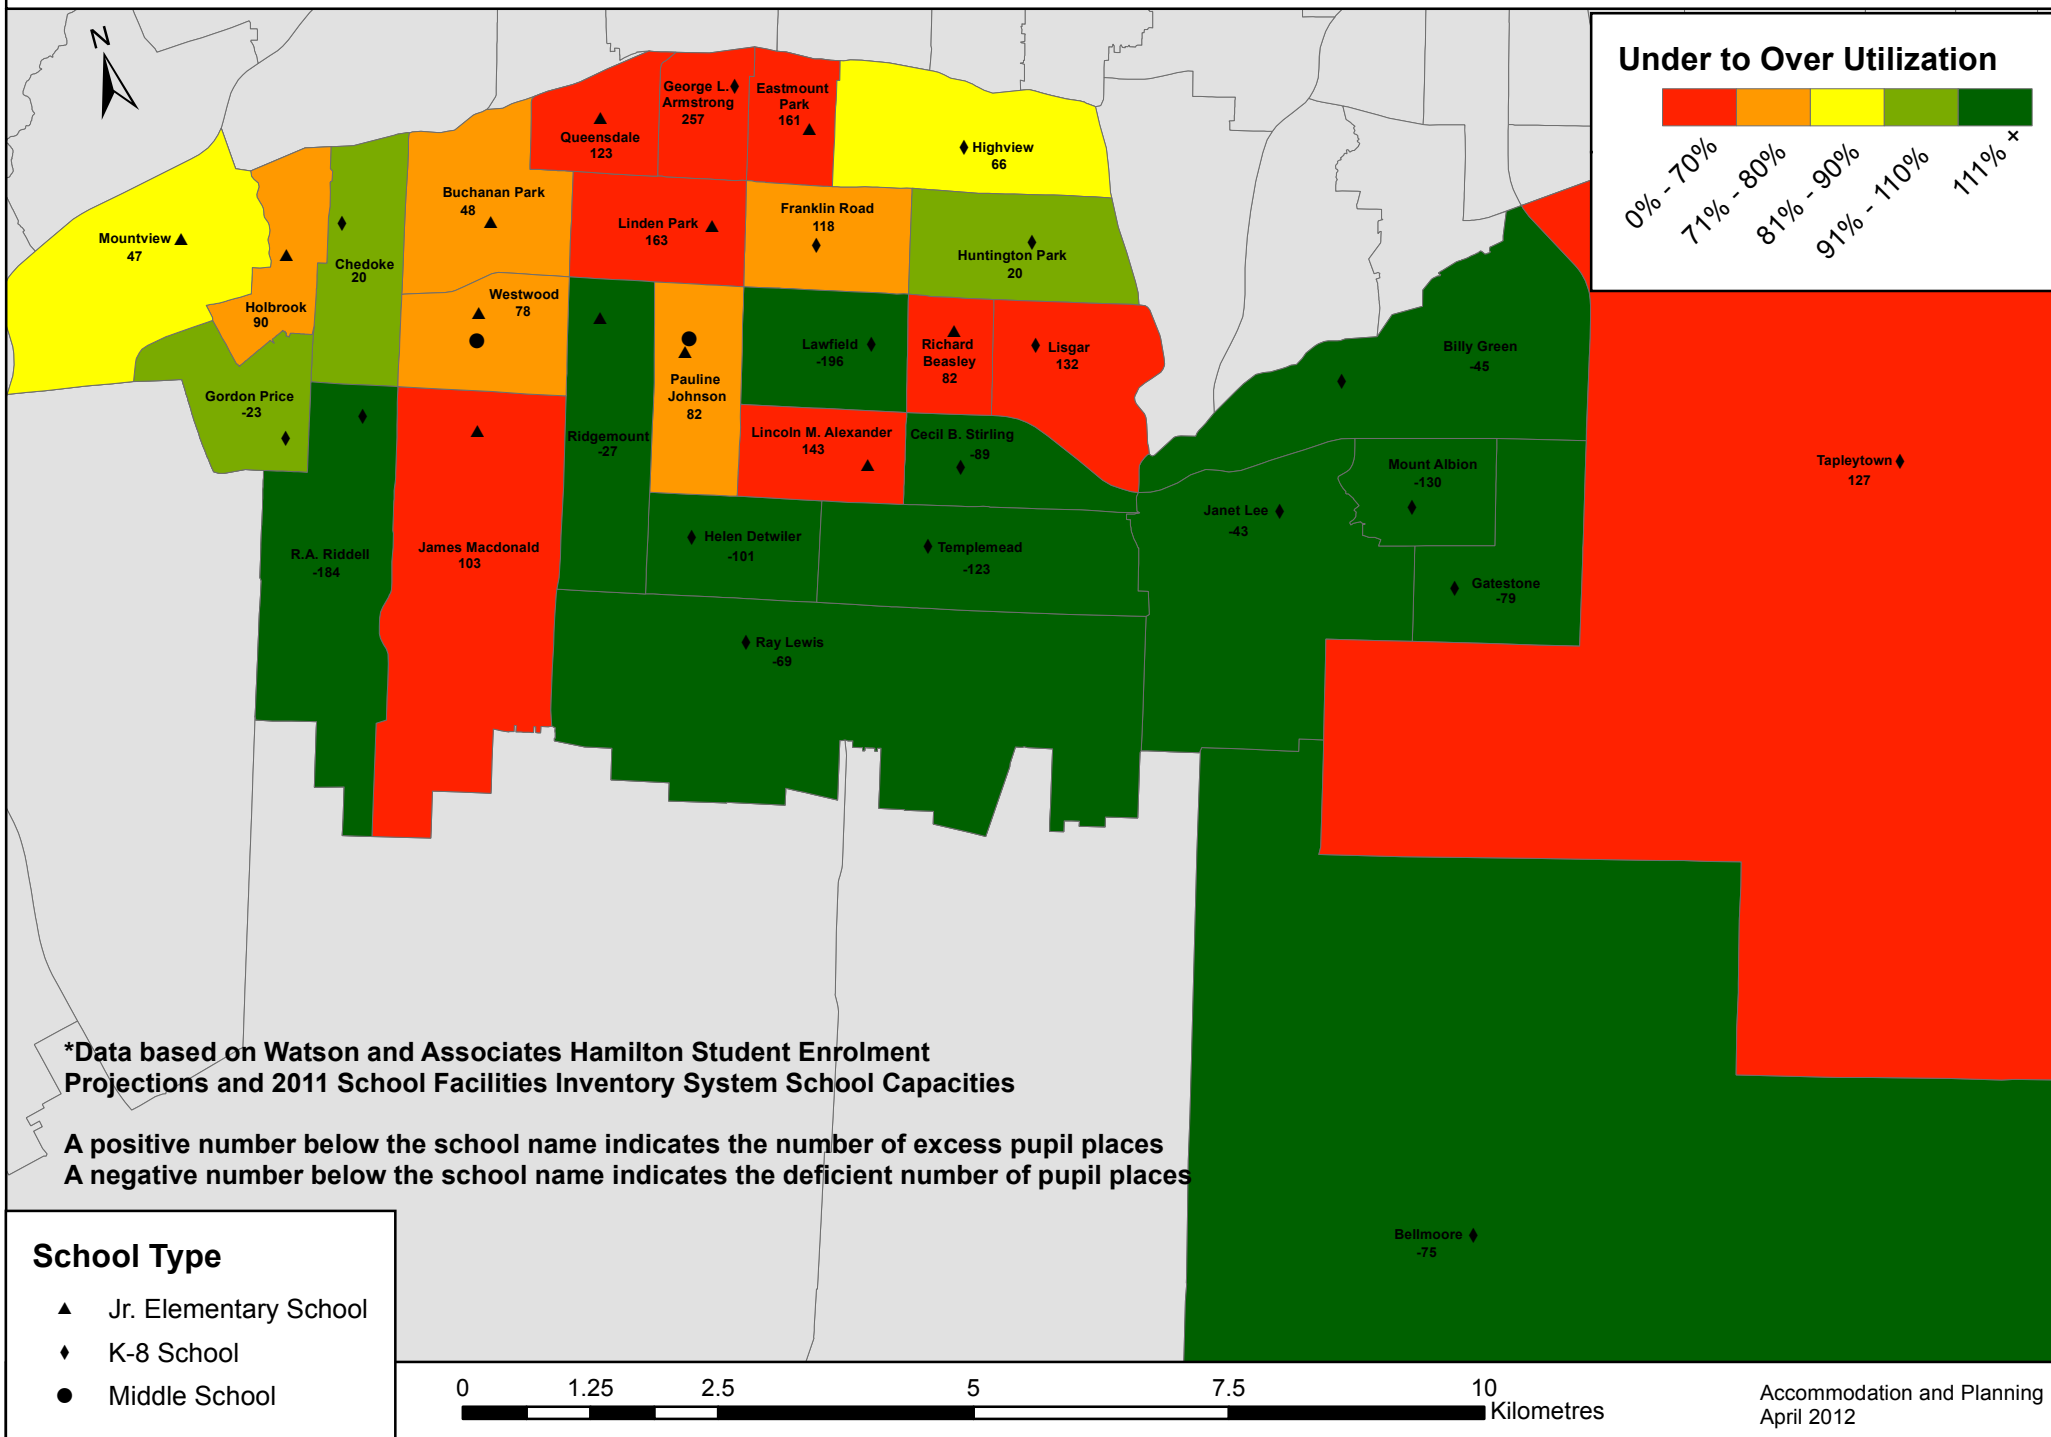 N
Under to Over Utilization
0% - 70%
71% - 80%
81% - 90%
91% - 110%
111% +
George L.
Armstrong
257
Eastmount
Park
161
Queensdale
123
Highview
66
Buchanan Park
48
Linden Park
163
Franklin Road
118
Huntington Park
20
Mountview
47
Chedoke
20
Holbrook
90
Westwood
78
Lawfield
-196
Richard
Beasley
82
Lisgar
132
Billy Green
-45
Pauline
Johnson
82
Gordon Price
-23
Ridgemount
-27
Lincoln M. Alexander
143
Cecil B. Stirling
-89
Mount Albion
-130
Tapleytown
127
Janet Lee
-43
R.A. Riddell
-184
James Macdonald
103
Helen Detwiler
-101
Templemead
-123
Gatestone
-79
Ray Lewis
-69
Bellmoore
-75
*Data based on Watson and Associates Hamilton Student Enrolment
Projections and 2011 School Facilities Inventory System School Capacities
A positive number below the school name indicates the number of excess pupil places
A negative number below the school name indicates the deficient number of pupil places
School Type
Jr. Elementary School
K-8 School
Middle School
0 1.25 2.5 5 7.5 10
Kilometres
Accommodation and Planning
April 2012